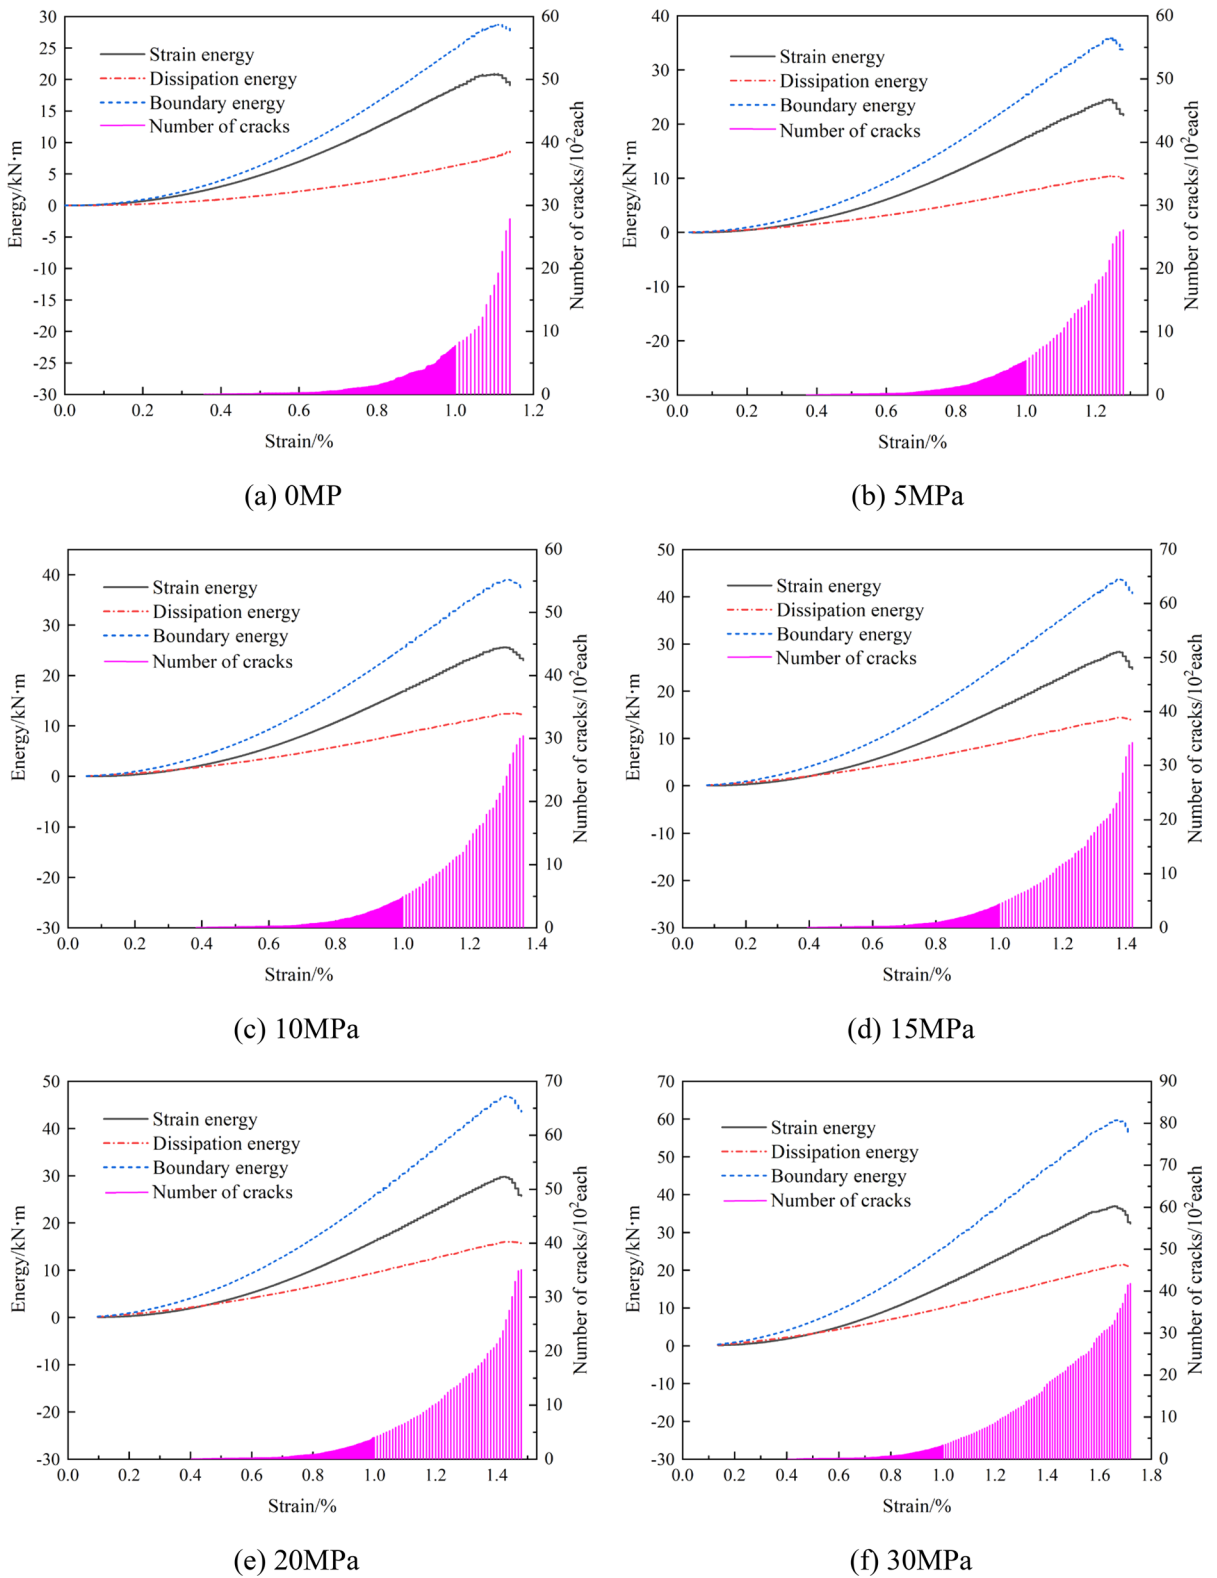 30
25
20
15
10
5
0
-5
-10
-15
-20
-25
-30
Energy/kN·m
Strain energy
Dissipation energy
Boundary energy
Number of cracks
60
50
40
30
20
10
0
Number of cracks/10²each
0.0 0.2 0.4 0.6 0.8 1.0 1.2
Strain/%
(a) 0MP
40
30
20
10
0
-10
-20
-30
Energy/kN·m
Strain energy
Dissipation energy
Boundary energy
Number of cracks
60
50
40
30
20
10
0
Number of cracks/10²each
0.0 0.2 0.4 0.6 0.8 1.0 1.2
Strain/%
(b) 5MPa
40
30
20
10
0
-10
-20
-30
Energy/kN·m
Strain energy
Dissipation energy
Boundary energy
Number of cracks
60
50
40
30
20
10
0
Number of cracks/10²each
0.0 0.2 0.4 0.6 0.8 1.0 1.2 1.4
Strain/%
(c) 10MPa
50
40
30
20
10
0
-10
-20
-30
Energy/kN·m
Strain energy
Dissipation energy
Boundary energy
Number of cracks
70
60
50
40
30
20
10
0
Number of cracks/10²each
0.0 0.2 0.4 0.6 0.8 1.0 1.2 1.4
Strain/%
(d) 15MPa
50
40
30
20
10
0
-10
-20
-30
Energy/kN·m
Strain energy
Dissipation energy
Boundary energy
Number of cracks
70
60
50
40
30
20
10
0
Number of cracks/10²each
0.0 0.2 0.4 0.6 0.8 1.0 1.2 1.4
Strain/%
(e) 20MPa
70
60
50
40
30
20
10
0
-10
-20
-30
Energy/kN·m
Strain energy
Dissipation energy
Boundary energy
Number of cracks
90
80
70
60
50
40
30
20
10
0
Number of cracks/10²each
0.0 0.2 0.4 0.6 0.8 1.0 1.2 1.4 1.6 1.8
Strain/%
(f) 30MPa